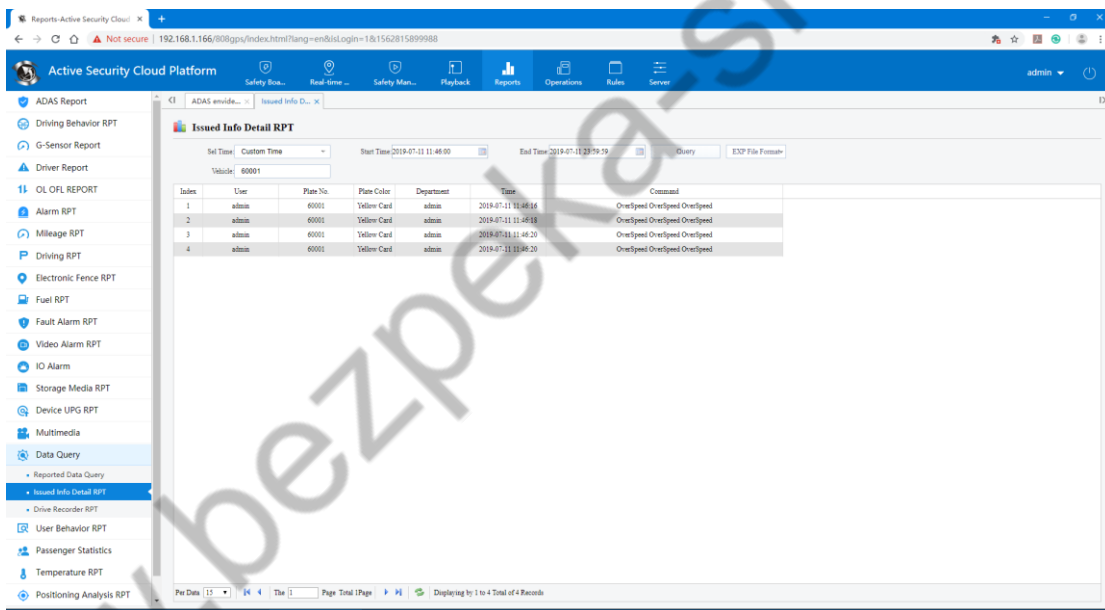 Reports-Active Security Cloud
Not secure 192.168.1.166/808gps/index.html?lang=en&isLogin=1&1562815899988
Active Security Cloud Platform
Safety Boa... Real-time ... Safety Man... Playback Reports Operations Rules Server
admin
ADAS Report
Driving Behavior RPT
G-Sensor Report
Driver Report
OL OFL REPORT
Alarm RPT
Mileage RPT
Driving RPT
Electronic Fence RPT
Fuel RPT
Fault Alarm RPT
Video Alarm RPT
IO Alarm
Storage Media RPT
Device UPG RPT
Multimedia
Data Query
Reported Data Query
Issued Info Detail RPT
Drive Recorder RPT
User Behavior RPT
Passenger Statistics
Temperature RPT
Positioning Analysis RPT
ADAS envide... Issued Info D...
Issued Info Detail RPT
Sel Time: Custom Time Start Time: 2019-07-11 11:46:00 End Time: 2019-07-11 23:59:59 Query EXP File Format
Vehicle: 60001
Index User Plate No. Plate Color Department Time Command
1 admin 60001 Yellow Card admin 2019-07-11 11:46:16 OverSpeed OverSpeed OverSpeed
2 admin 60001 Yellow Card admin 2019-07-11 11:46:18 OverSpeed OverSpeed OverSpeed
3 admin 60001 Yellow Card admin 2019-07-11 11:46:20 OverSpeed OverSpeed OverSpeed
4 admin 60001 Yellow Card admin 2019-07-11 11:46:20 OverSpeed OverSpeed OverSpeed
Per Data 15 The 1 Page Total 1Page Displaying by 1 to 4 Total of 4 Records
bezpeka-s